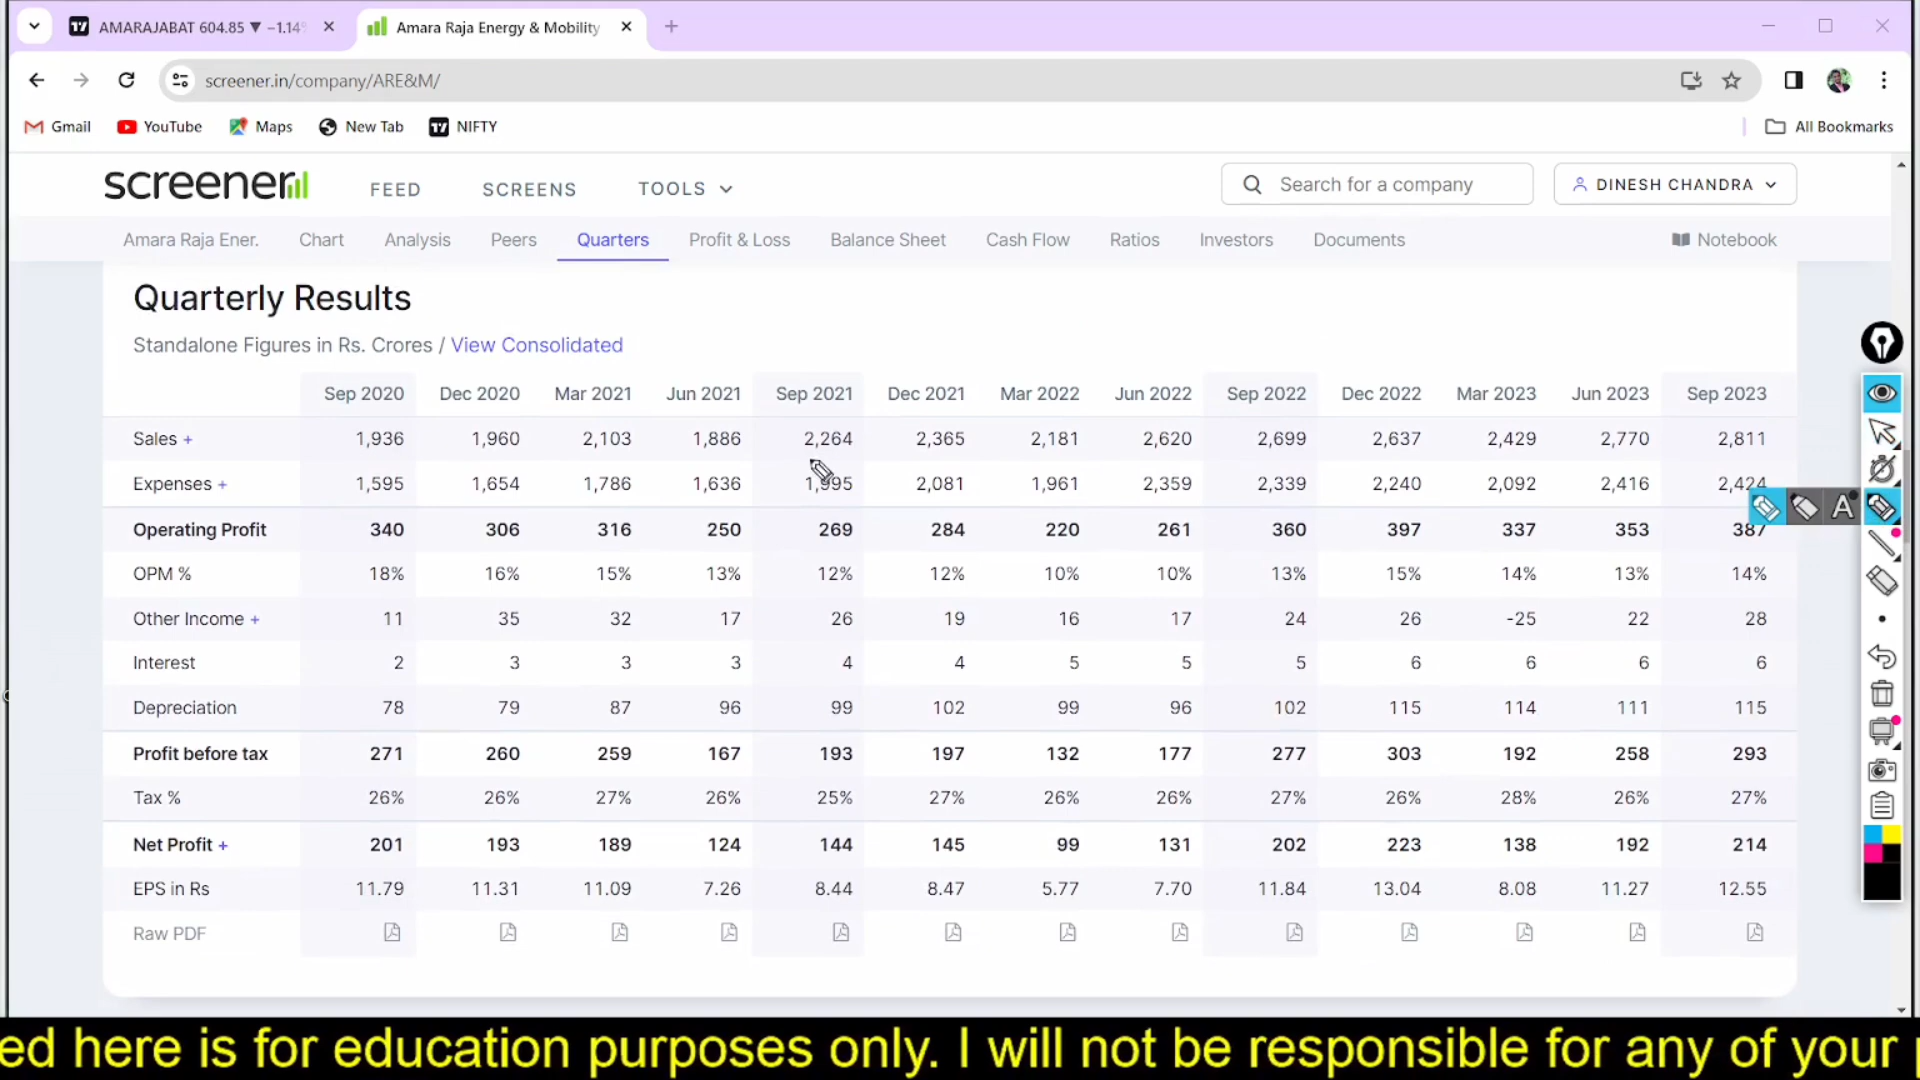 AMARAJABAT 604.85 ▼ −1.14%
Amara Raja Energy & Mobility
screener.in/company/ARE&M/
Gmail YouTube Maps New Tab NIFTY All Bookmarks
screener FEED SCREENS TOOLS Search for a company DINESH CHANDRA
Amara Raja Ener. Chart Analysis Peers Quarters Profit & Loss Balance Sheet Cash Flow Ratios Investors Documents Notebook
Quarterly Results
Standalone Figures in Rs. Crores / View Consolidated
Sep 2020 Dec 2020 Mar 2021 Jun 2021 Sep 2021 Dec 2021 Mar 2022 Jun 2022 Sep 2022 Dec 2022 Mar 2023 Jun 2023 Sep 2023
Sales + 1,936 1,960 2,103 1,886 2,264 2,365 2,181 2,620 2,699 2,637 2,429 2,770 2,811
Expenses + 1,595 1,654 1,786 1,636 1,995 2,081 1,961 2,359 2,339 2,240 2,092 2,416 2,424
Operating Profit 340 306 316 250 269 284 220 261 360 397 337 353 387
OPM % 18% 16% 15% 13% 12% 12% 10% 10% 13% 15% 14% 13% 14%
Other Income + 11 35 32 17 26 19 16 17 24 26 -25 22 28
Interest 2 3 3 3 4 4 5 5 5 6 6 6 6
Depreciation 78 79 87 96 99 102 99 96 102 115 114 111 115
Profit before tax 271 260 259 167 193 197 132 177 277 303 192 258 293
Tax % 26% 26% 27% 26% 25% 27% 26% 26% 27% 26% 28% 26% 27%
Net Profit + 201 193 189 124 144 145 99 131 202 223 138 192 214
EPS in Rs 11.79 11.31 11.09 7.26 8.44 8.47 5.77 7.70 11.84 13.04 8.08 11.27 12.55
Raw PDF
A
ed here is for education purposes only. I will not be responsible for any of your